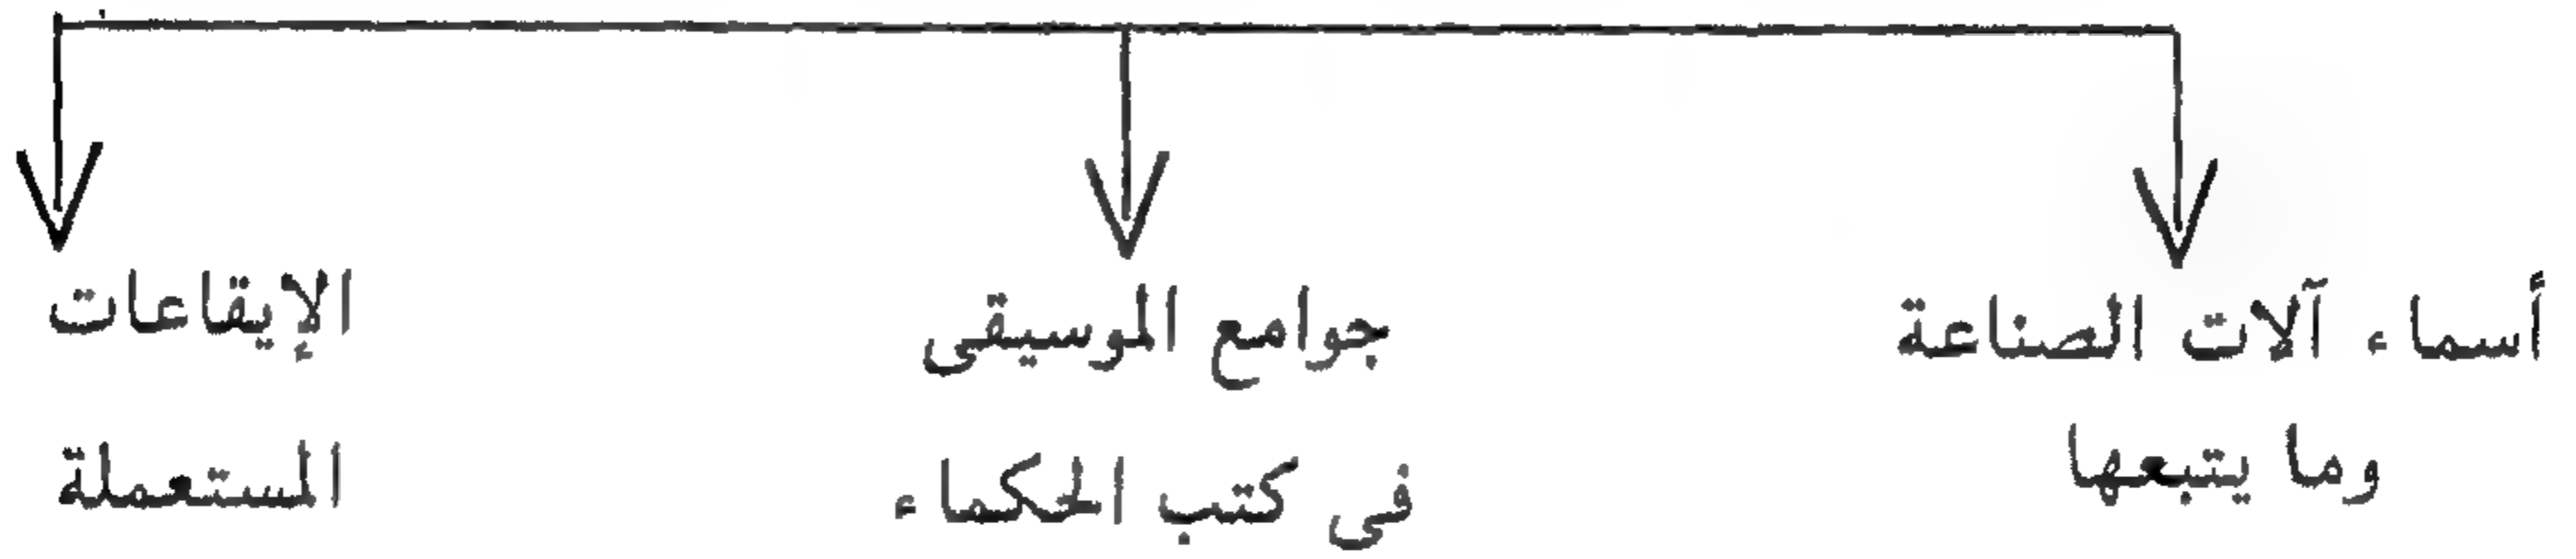 أسماء آلات الصناعة
وما يتبعها
جوامع الموسيقى
فى كتب الحكماء
الإيقاعات
المستعملة